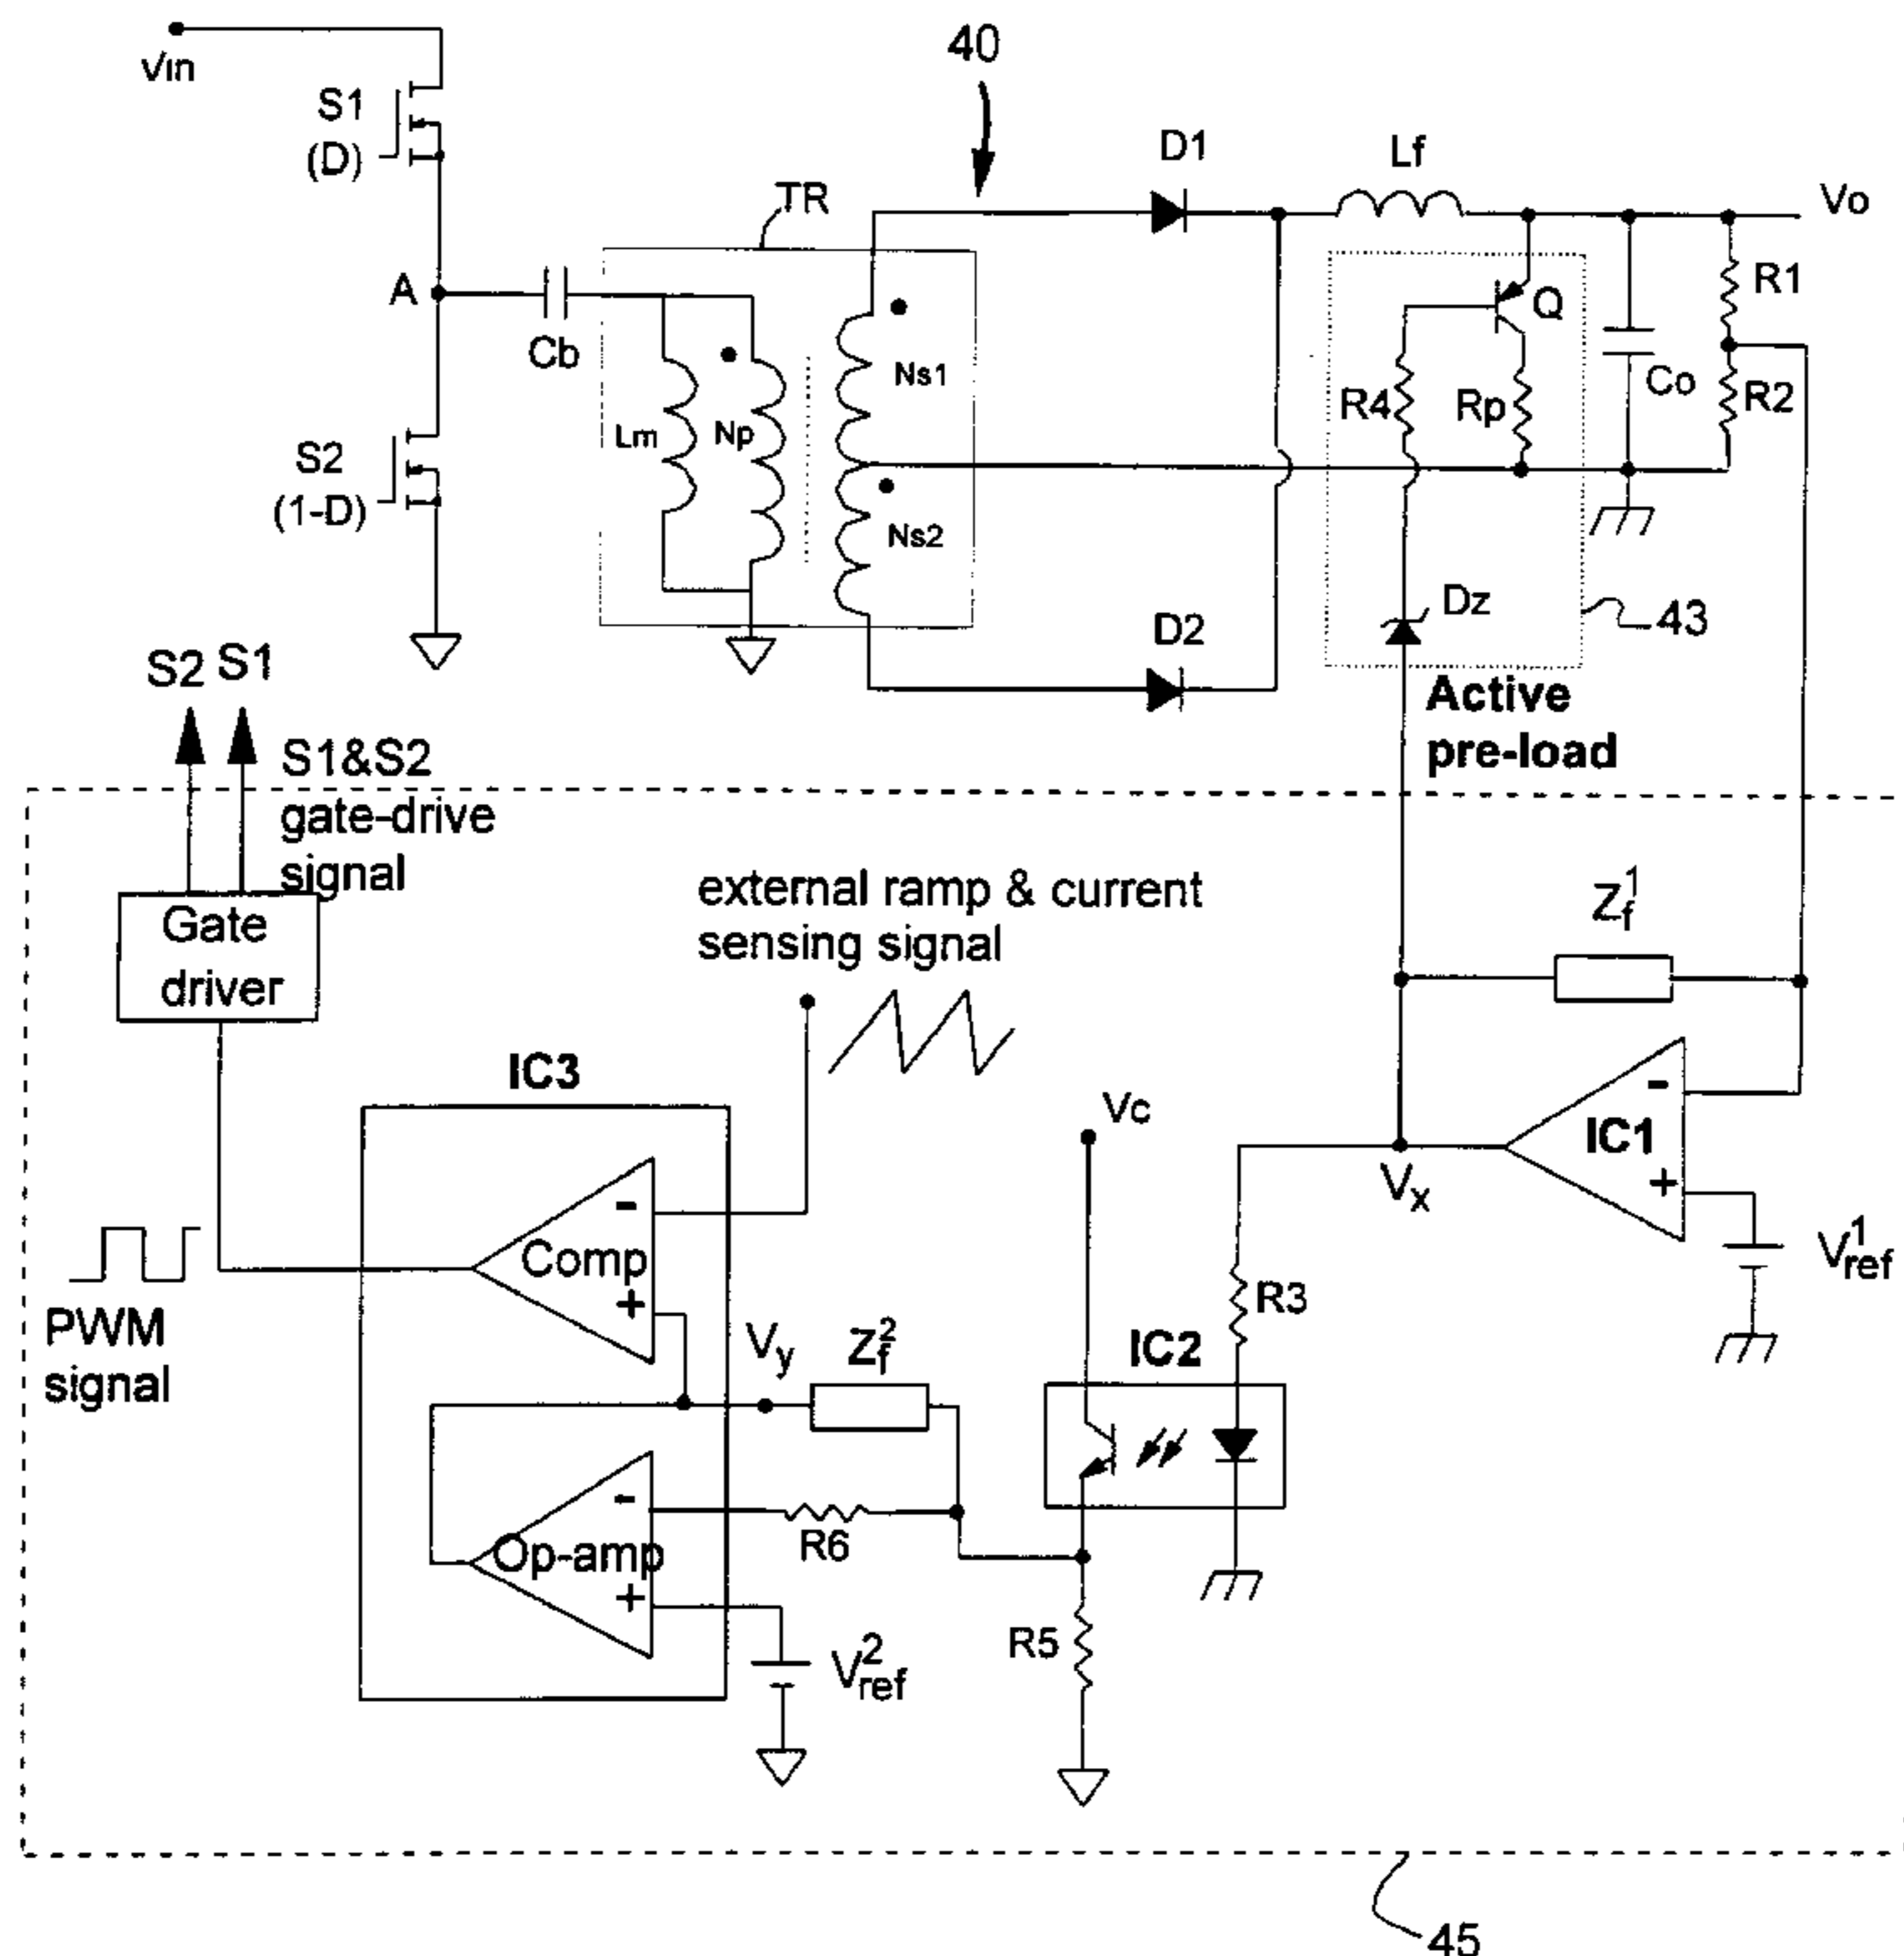 Vin
40
S1
(D)
D1
Lf
Vo
TR
A
Cb
Q
R1
Ns1
Lm
Np
R4
Rp
Co
R2
S2
(1-D)
Ns2
Dz
43
D2
S2 S1
Active
pre-load
S1&S2
gate-drive
signal
Gate
driver
external ramp & current
sensing signal
Z_f^1
IC3
Vc
-
IC1
+
V_x
V_ref^1
-
Comp
+
PWM
signal
V_y
Z_f^2
IC2
R3
-
Op-amp
+
R6
R5
V_ref^2
45